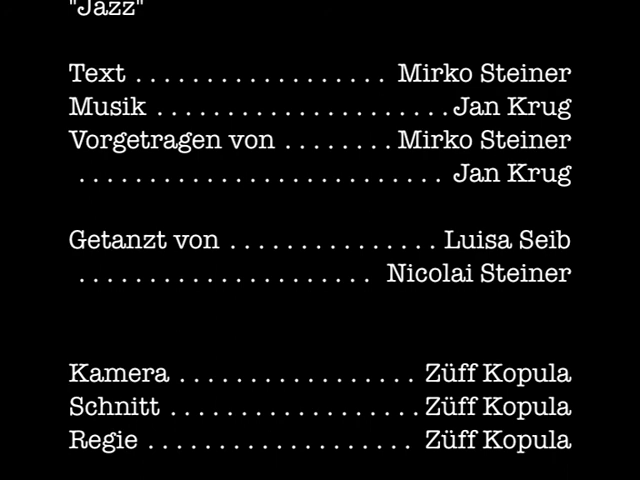 "Jazz"
Text . . . . . . . . . . . . . . . . . . Mirko Steiner
Musik . . . . . . . . . . . . . . . . . . . . . Jan Krug
Vorgetragen von . . . . . . . . Mirko Steiner
. . . . . . . . . . . . . . . . . . . . . . . . . . Jan Krug
Getanzt von . . . . . . . . . . . . . . . Luisa Seib
. . . . . . . . . . . . . . . . . . . . . Nicolai Steiner
Kamera . . . . . . . . . . . . . . . . . Züff Kopula
Schnitt . . . . . . . . . . . . . . . . . . Züff Kopula
Regie . . . . . . . . . . . . . . . . . . . Züff Kopula